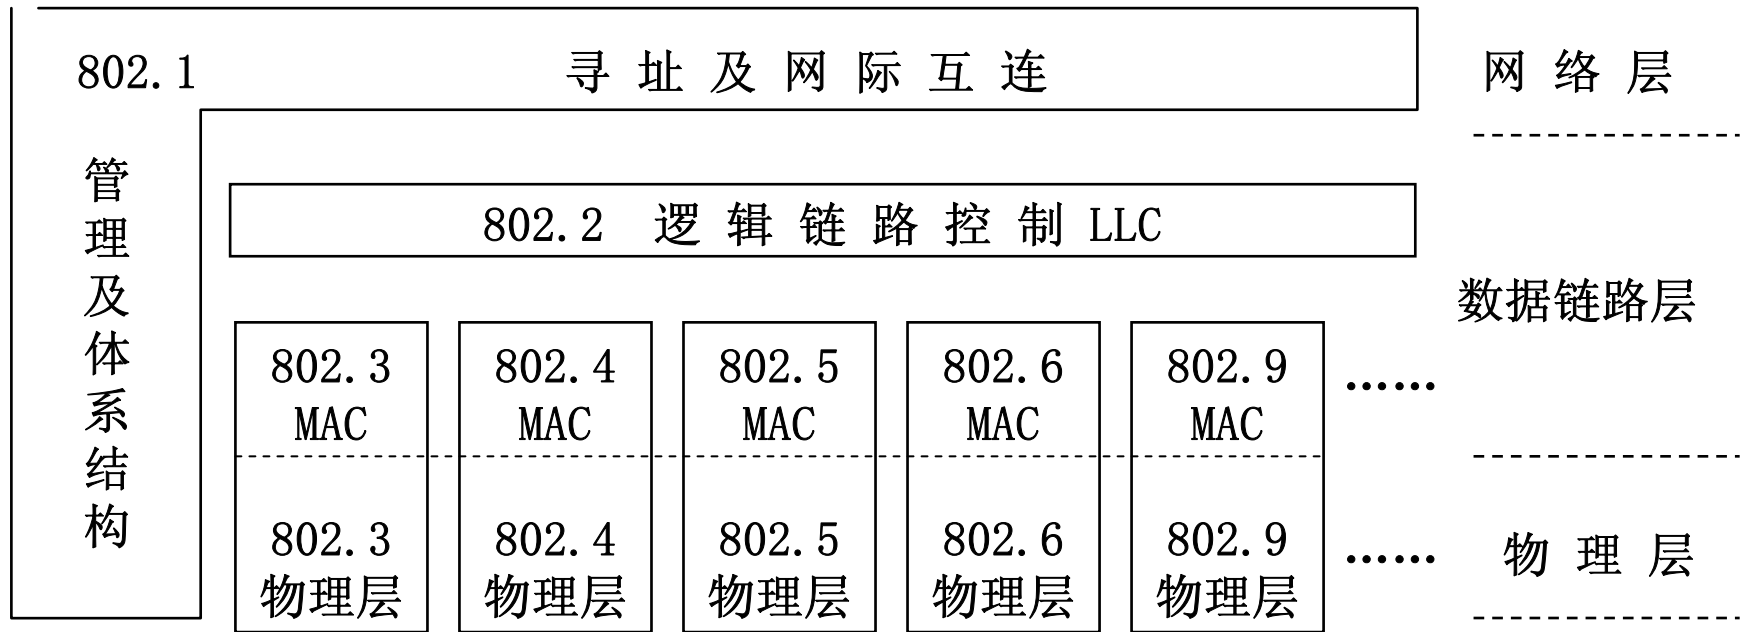 802.1 寻址及网际互连 网络层
管理及体系结构
802.2 逻辑链路控制LLC
数据链路层
802.3 802.4 802.5 802.6 802.9 ……
MAC MAC MAC MAC MAC
802.3 802.4 802.5 802.6 802.9 …… 物理层
物理层 物理层 物理层 物理层 物理层